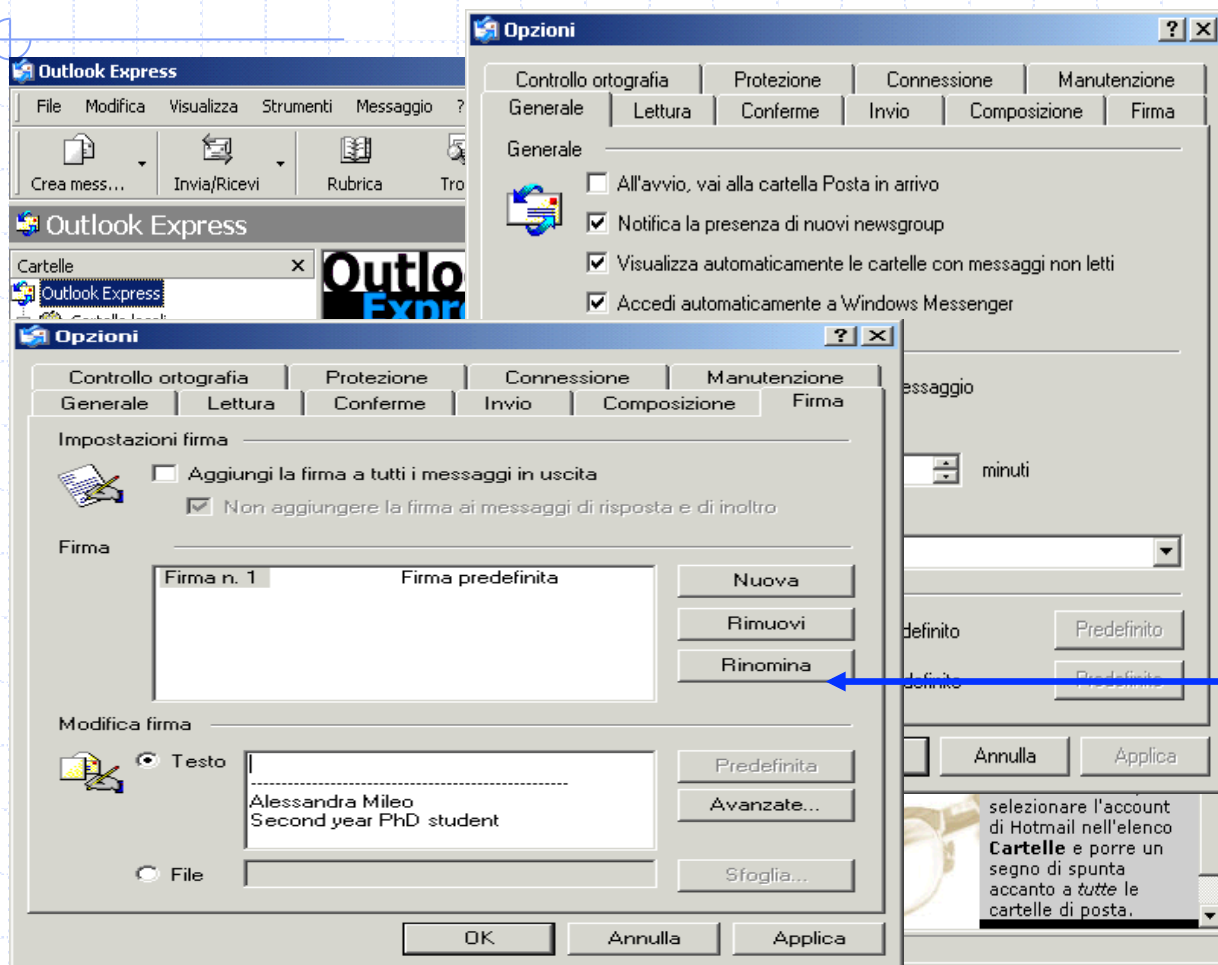 Outlook Express
File Modifica Visualizza Strumenti Messaggio ?
Crea mess... Invia/Ricevi Rubrica Tro
Outlook Express
Cartelle
Outlook Express
Outlo
Opzioni
Controllo ortografia Protezione Connessione Manutenzione
Generale Lettura Conferme Invio Composizione Firma
Generale
All'avvio, vai alla cartella Posta in arrivo
Notifica la presenza di nuovi newsgroup
Visualizza automaticamente le cartelle con messaggi non letti
Accedi automaticamente a Windows Messenger
essaggio
minuti
definito Predefinito
definito Predefinito
Annulla Applica
selezionare l'account
di Hotmail nell'elenco
Cartelle e porre un
segno di spunta
accanto a tutte le
cartelle di posta.
Opzioni
Controllo ortografia Protezione Connessione Manutenzione
Generale Lettura Conferme Invio Composizione Firma
Impostazioni firma
Aggiungi la firma a tutti i messaggi in uscita
Non aggiungere la firma ai messaggi di risposta e di inoltro
Firma
Firma n. 1 Firma predefinita
Nuova
Rimuovi
Rinomina
Modifica firma
Testo
----------------------------------------------------
Alessandra Mileo
Second year PhD student
Predefinita
Avanzate...
File
Sfoglia...
OK Annulla Applica